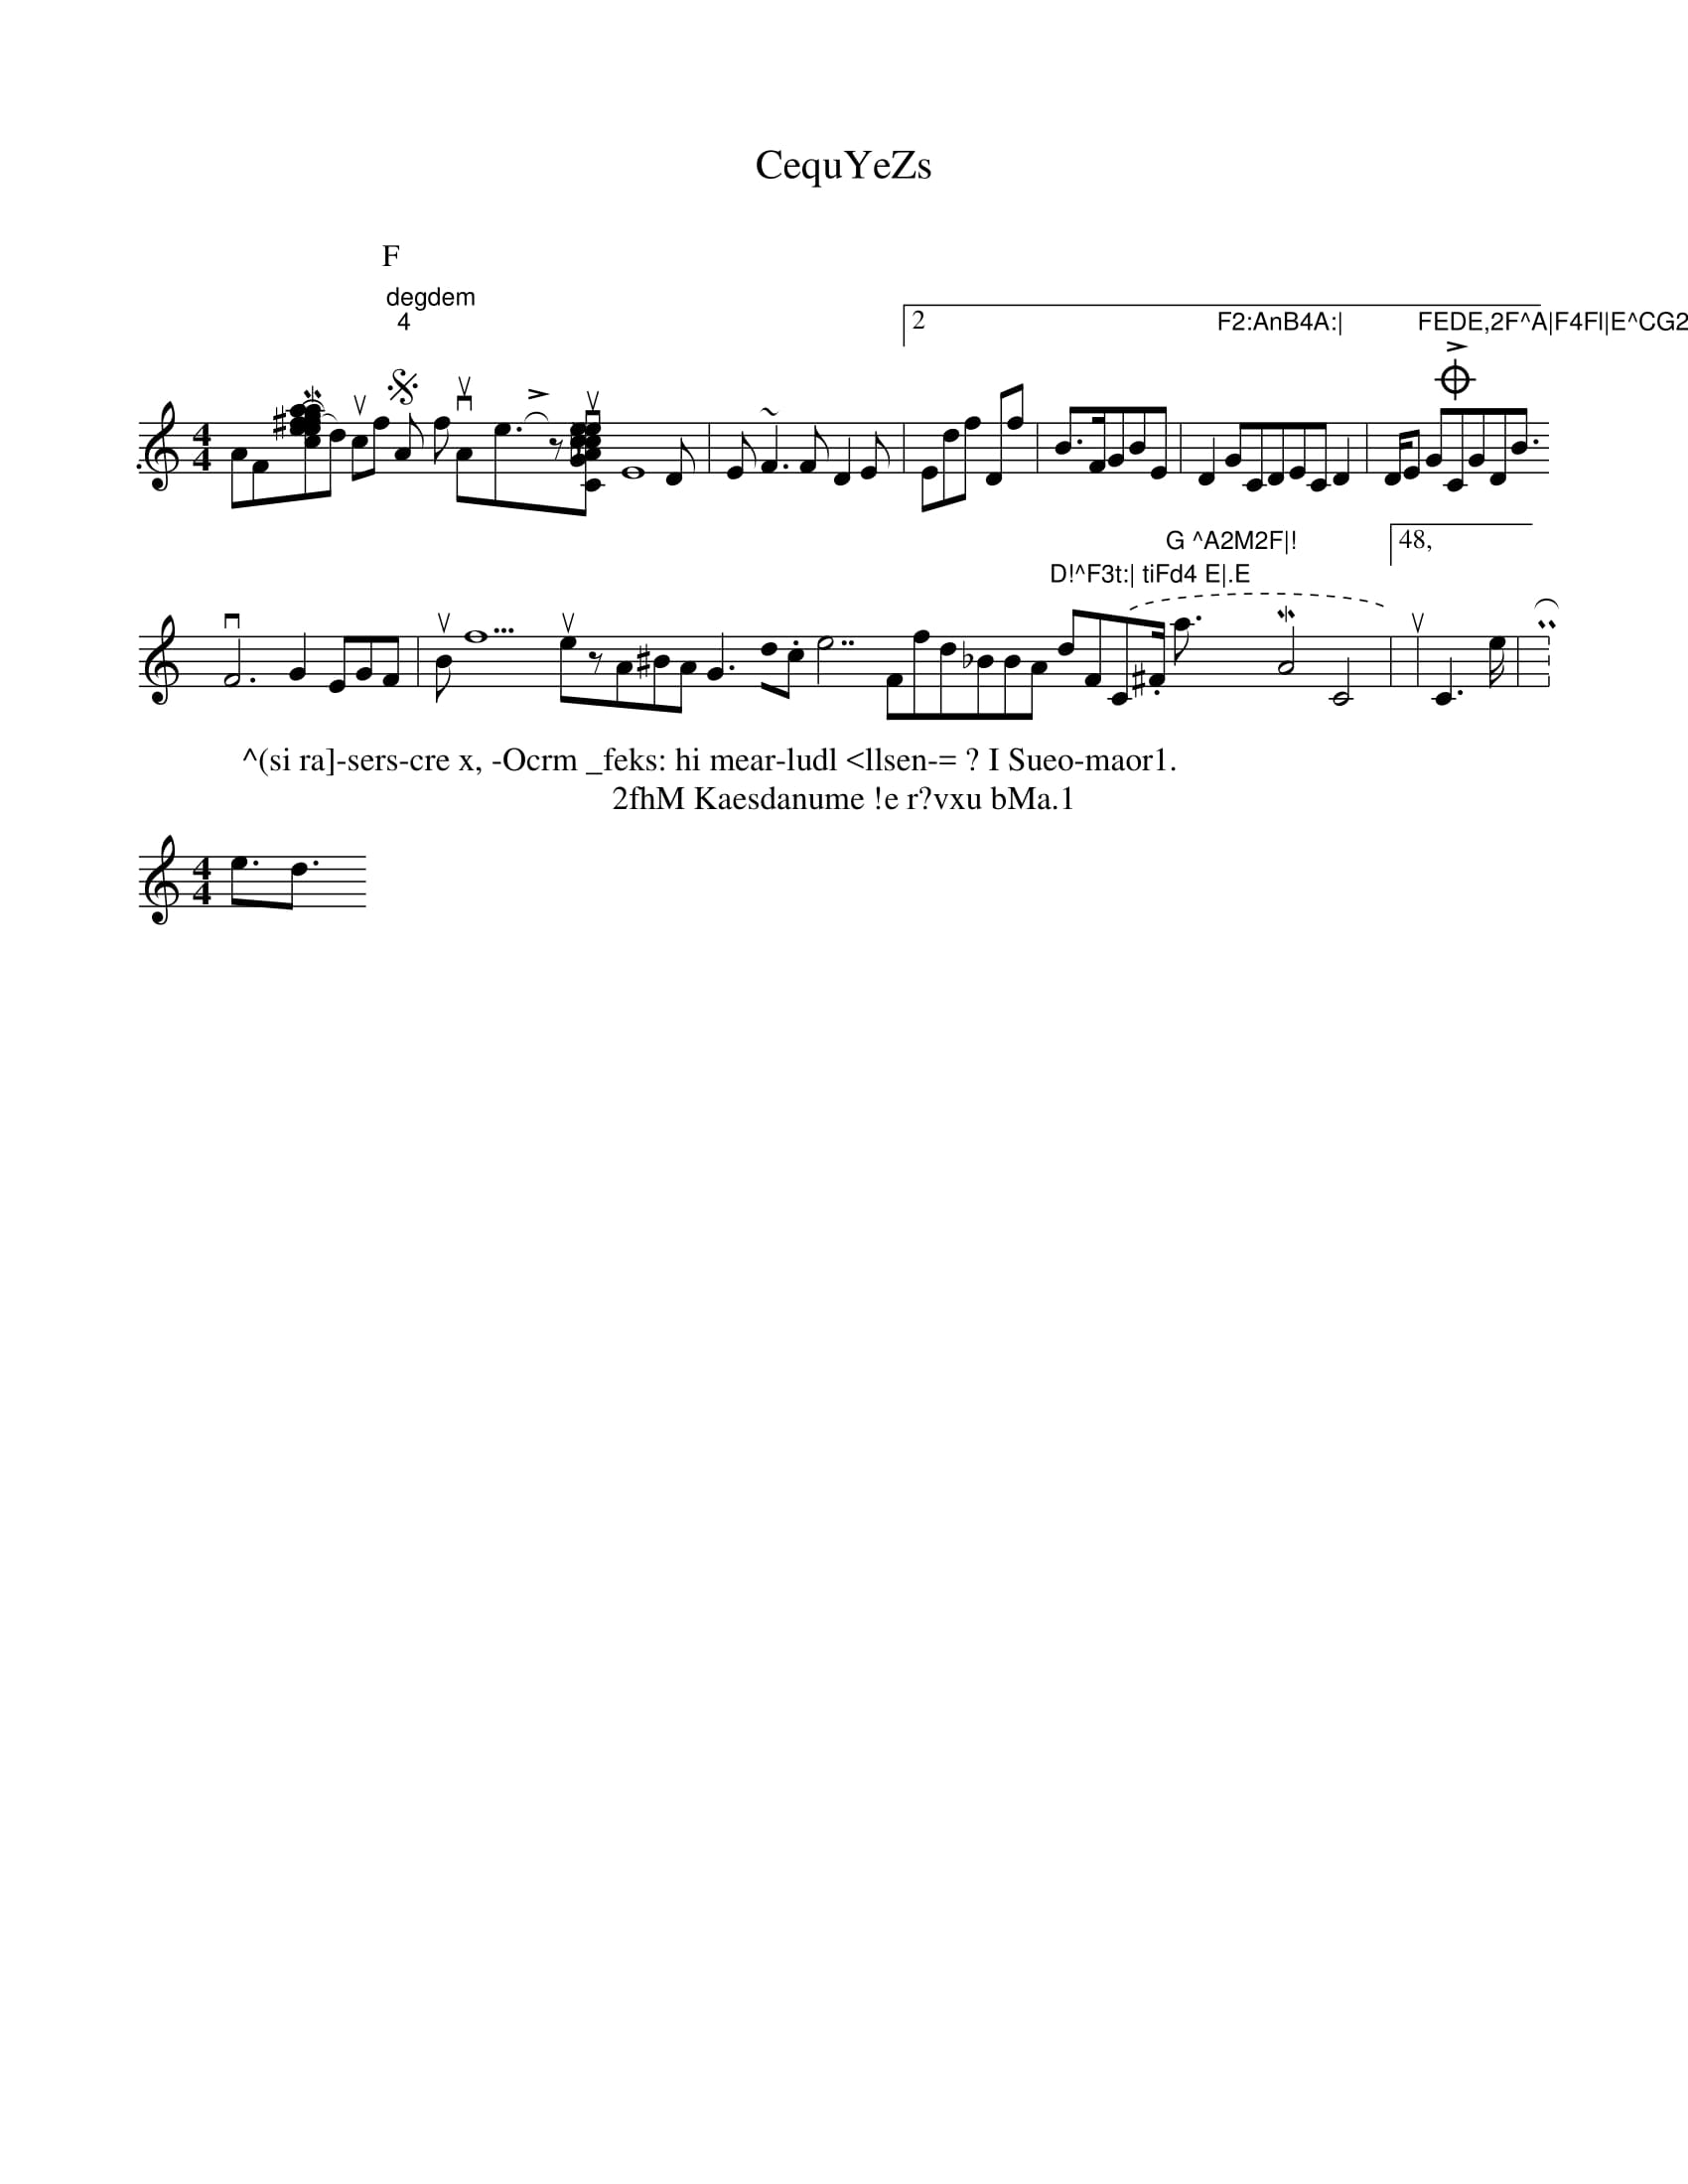 CequYeZs
F
degdem
4
2
F2:AnB4A:|
FEDE,2F^A|F4Fl|E^CG2
G ^A2M2F|!
D!^F3t:| tiFd4 E|.E
48,
^(si ra]-sers-cre x, -Ocrm _feks: hi mear-ludl <llsen-= ? I Sueo-maor1.
2fhM Kaesdanume !e r?vxu bMa.1